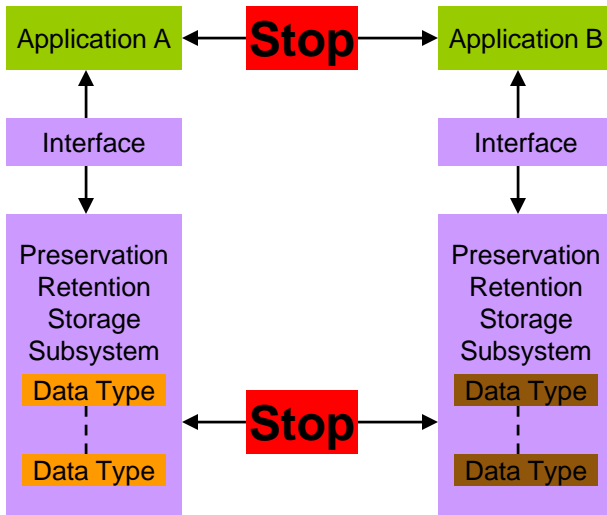 Application A
Stop
Application B
Interface
Interface
Preservation
Retention
Storage
Subsystem
Data Type
Data Type
Stop
Preservation
Retention
Storage
Subsystem
Data Type
Data Type